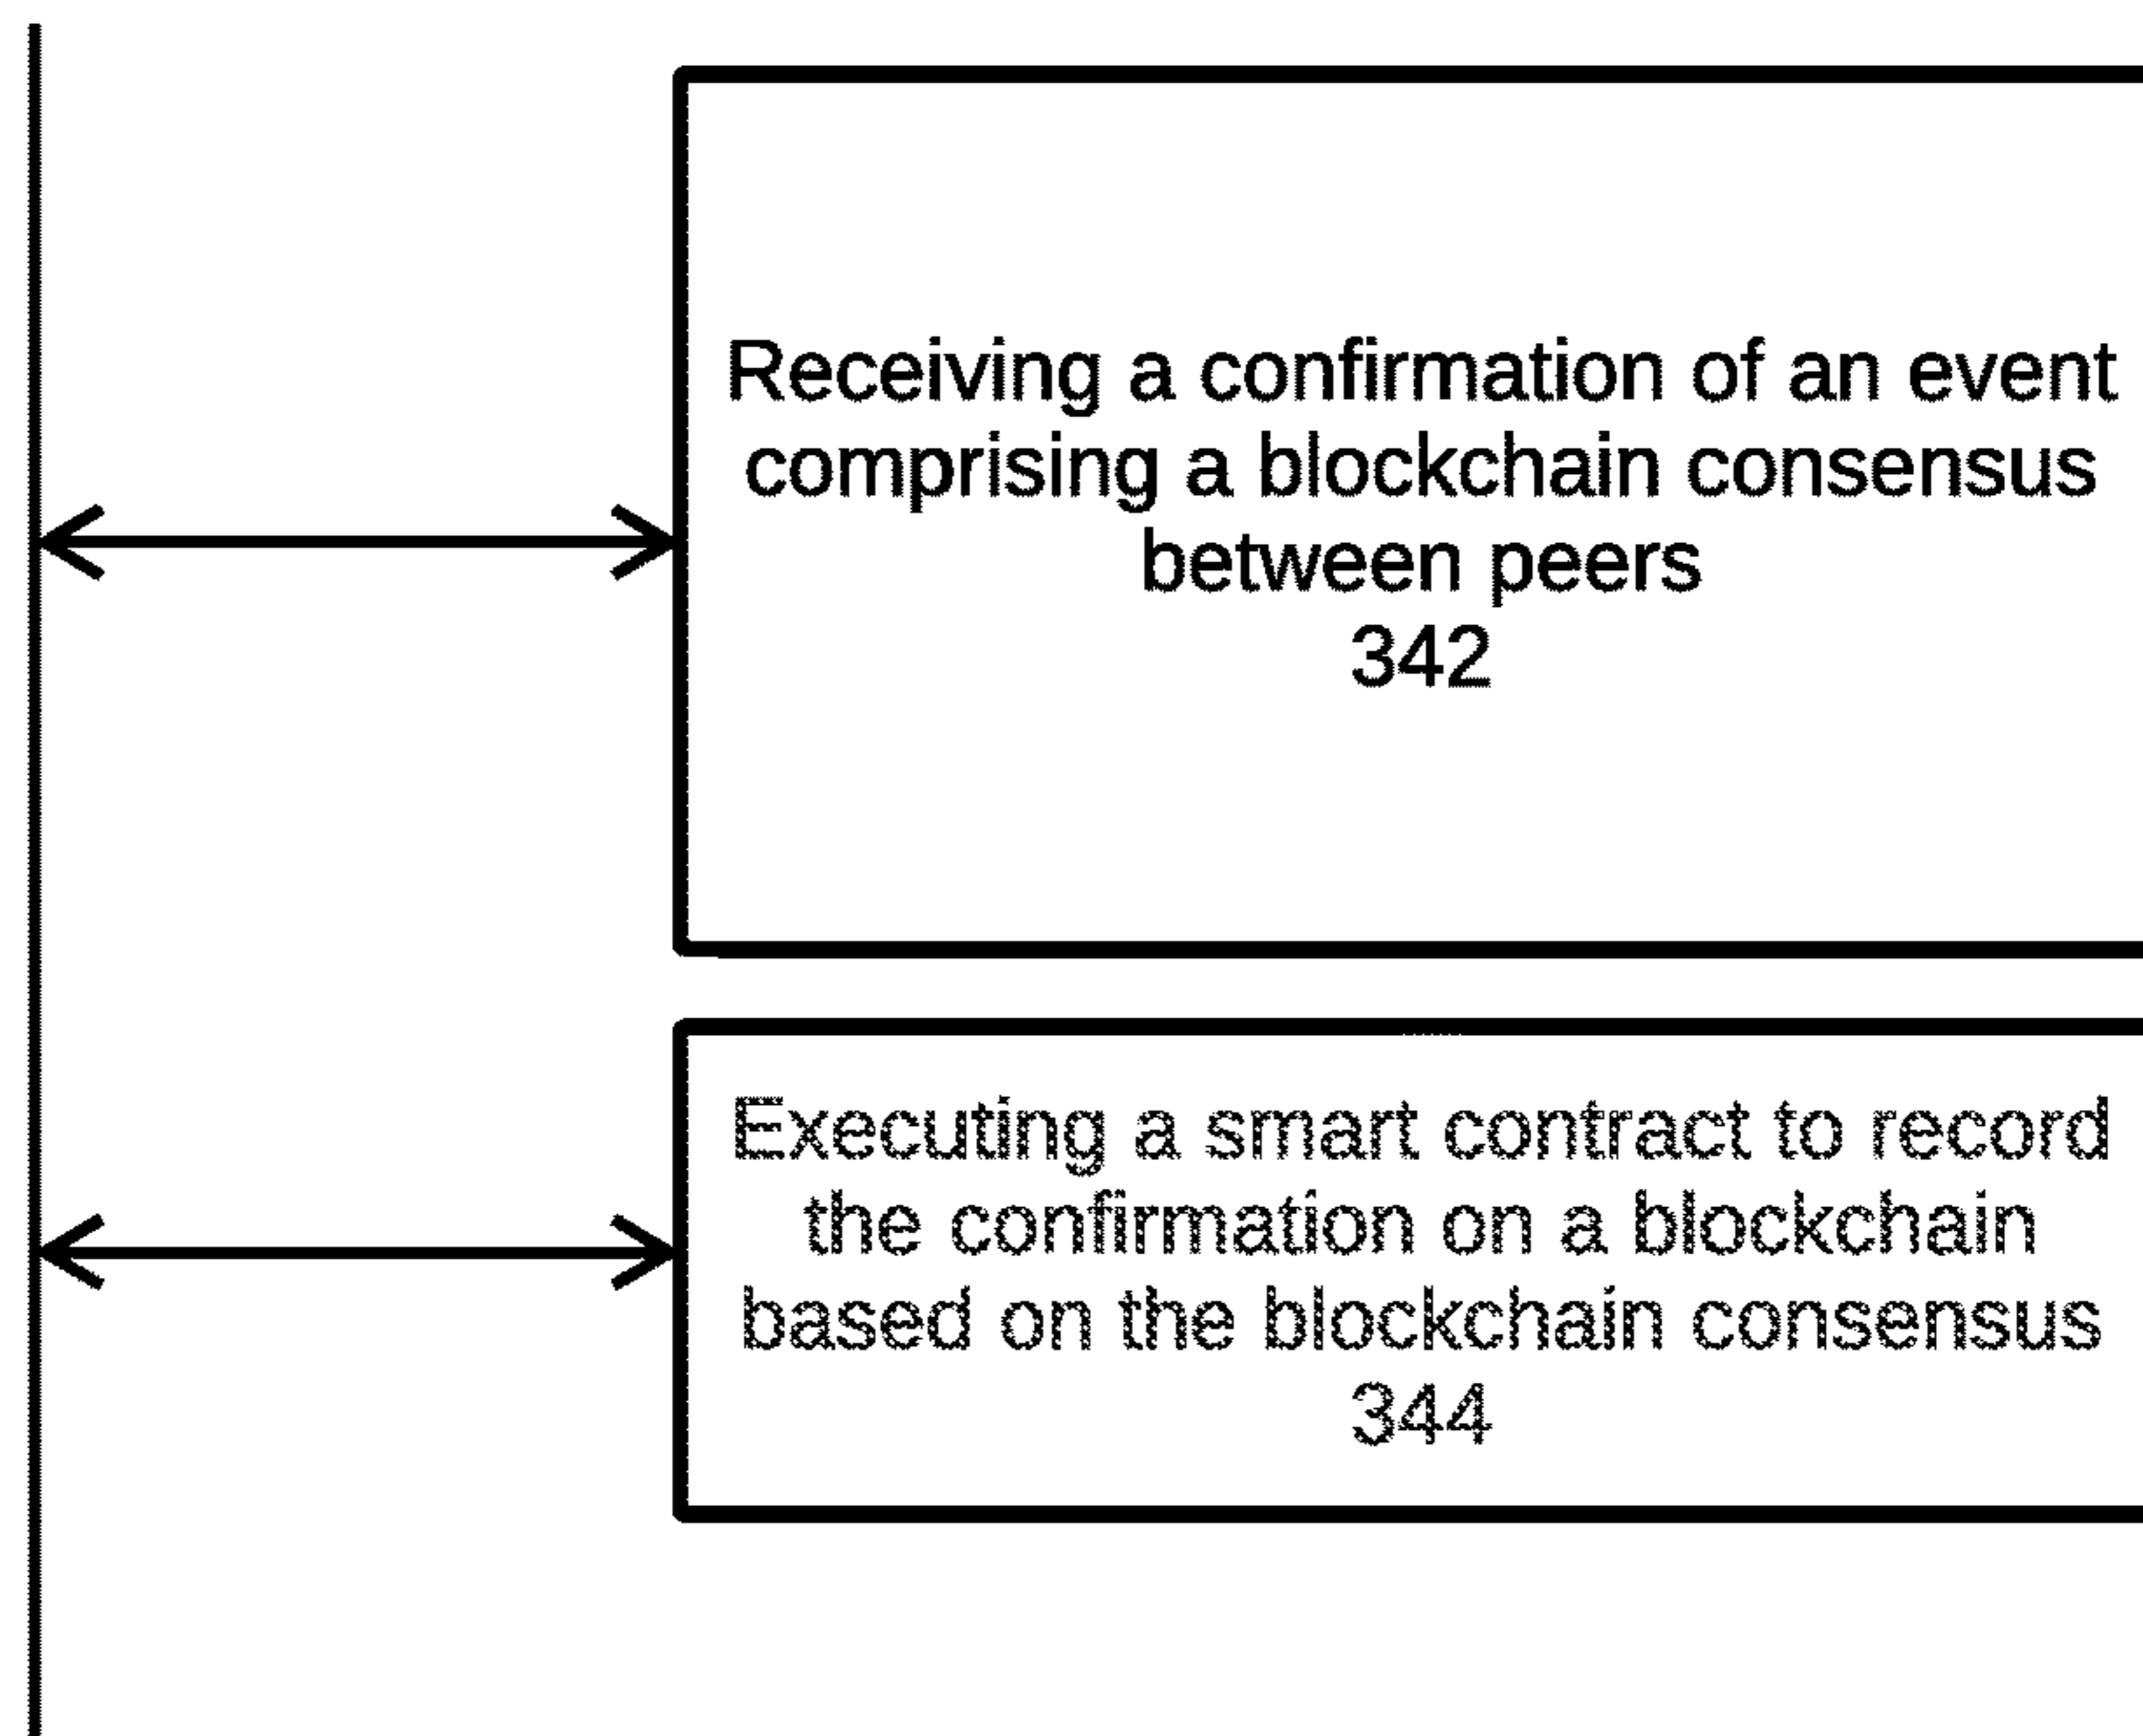 Receiving a confirmation of an event
comprising a blockchain consensus
between peers
342
Executing a smart contract to record
the confirmation on a blockchain
based on the blockchain consensus
344